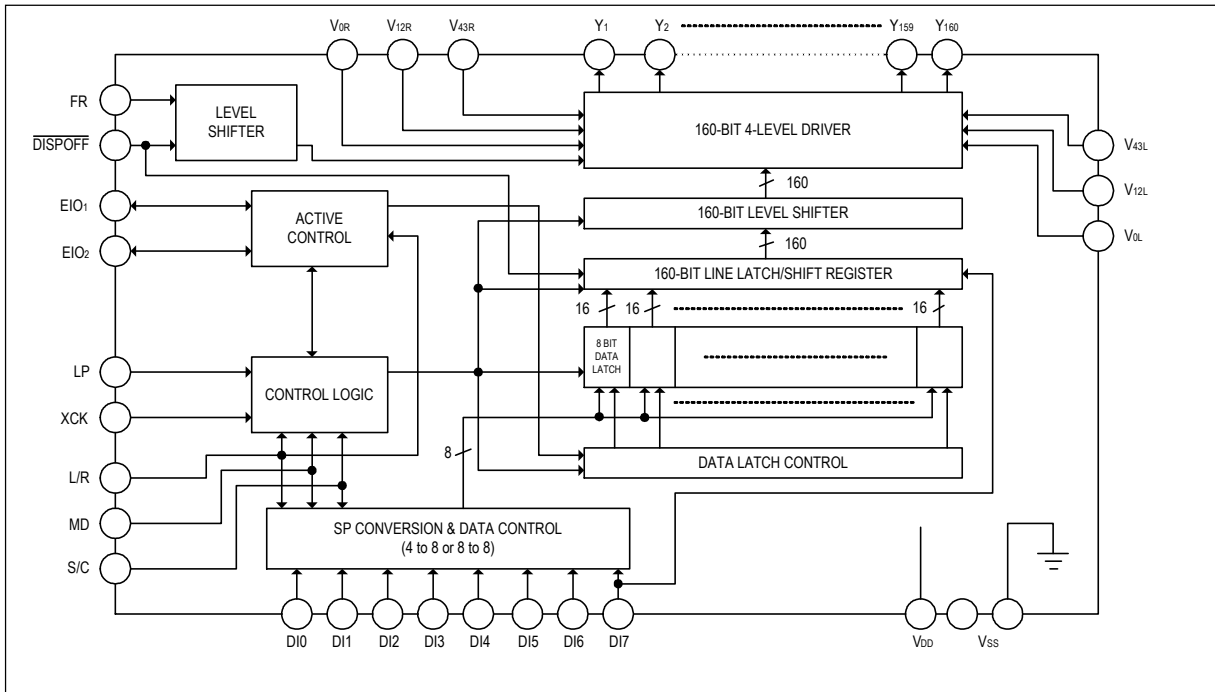 V0R V12R V43R Y1 Y2 Y159 Y160
FR
LEVEL
SHIFTER
DISPOFF
160-BIT 4-LEVEL DRIVER
V43L
V12L
V0L
160
EIO1
EIO2
ACTIVE
CONTROL
160-BIT LEVEL SHIFTER
160
160-BIT LINE LATCH/SHIFT REGISTER
16 16 16
8 BIT
DATA
LATCH
LP
XCK
CONTROL LOGIC
8
DATA LATCH CONTROL
L/R
MD
S/C
SP CONVERSION & DATA CONTROL
(4 to 8 or 8 to 8)
DI0 DI1 DI2 DI3 DI4 DI5 DI6 DI7
VDD VSS